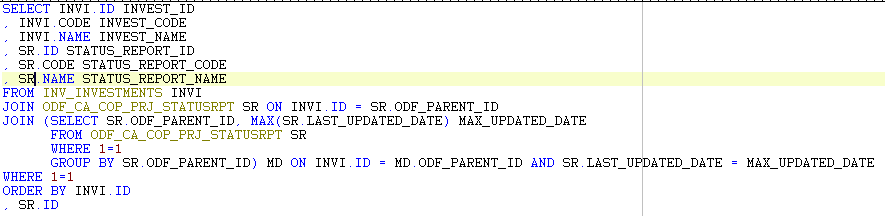 SELECT INVI.ID INVEST_ID
, INVI.CODE INVEST_CODE
, INVI.NAME INVEST_NAME
, SR.ID STATUS_REPORT_ID
, SR.CODE STATUS_REPORT_CODE
, SR.NAME STATUS_REPORT_NAME
FROM INV_INVESTMENTS INVI
JOIN ODF_CA_COP_PRJ_STATUSRPT SR ON INVI.ID = SR.ODF_PARENT_ID
JOIN (SELECT SR.ODF_PARENT_ID, MAX(SR.LAST_UPDATED_DATE) MAX_UPDATED_DATE
FROM ODF_CA_COP_PRJ_STATUSRPT SR
WHERE 1=1
GROUP BY SR.ODF_PARENT_ID) MD ON INVI.ID = MD.ODF_PARENT_ID AND SR.LAST_UPDATED_DATE = MAX_UPDATED_DATE
WHERE 1=1
ORDER BY INVI.ID
, SR.ID